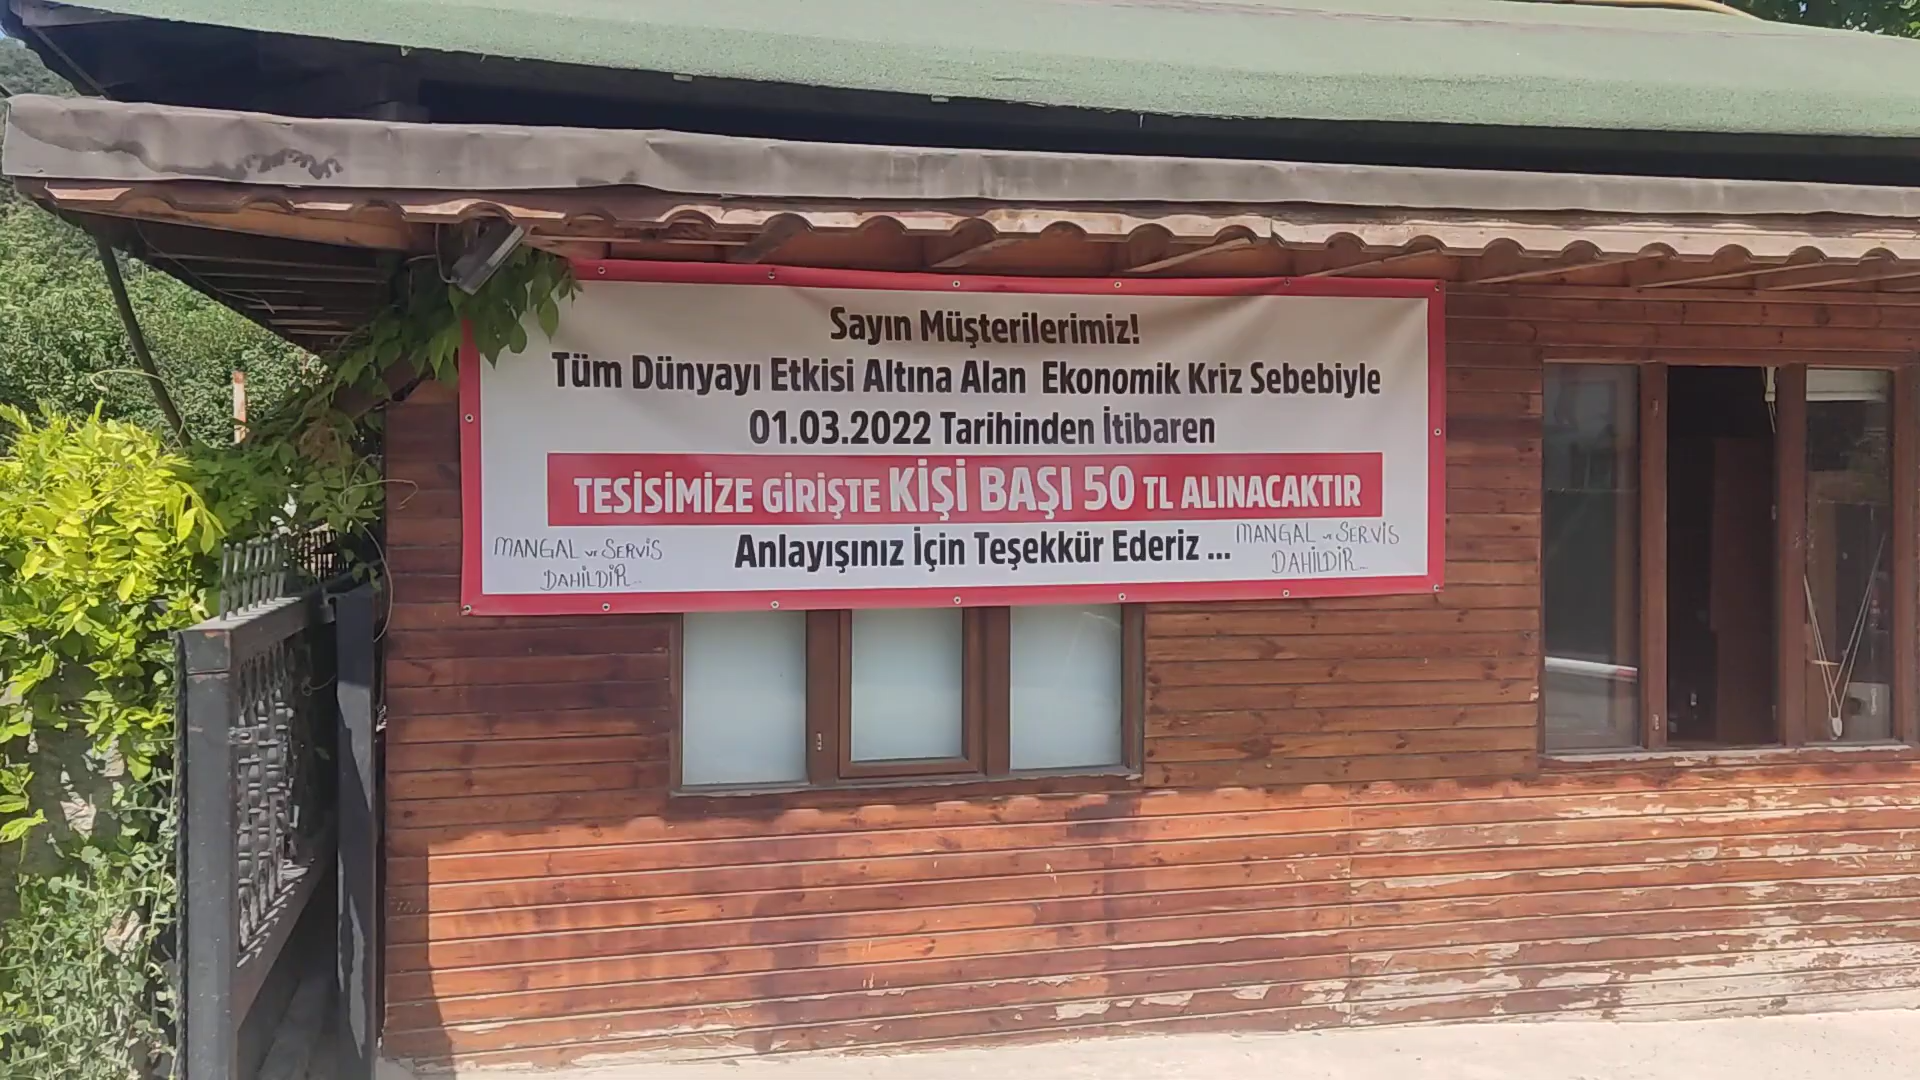 Sayın Müşterilerimiz!
Tüm Dünyayı Etkisi Altına Alan Ekonomik Kriz Sebebiyle
01.03.2022 Tarihinden İtibaren
TESİSİMİZE GİRİŞTE KİŞİ BAŞI 50 TL ALINACAKTIR
Anlayışınız İçin Teşekkür Ederiz ...
MANGAL ve SERVİS
DAHİLDİR...
MANGAL ve SERVİS
DAHİLDİR...